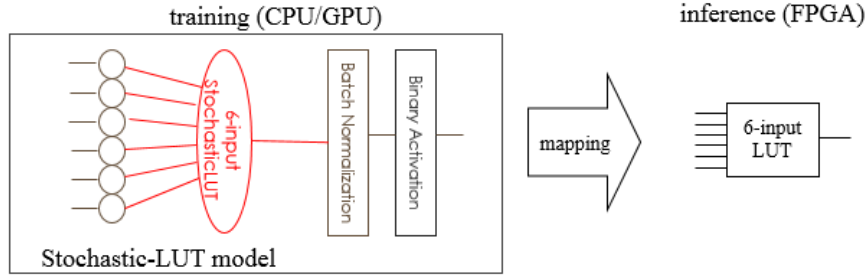 training (CPU/GPU)
inference (FPGA)
6-input
StochasticLUT
Batch Normalization
Binary Activation
mapping
6-input
LUT
Stochastic-LUT model